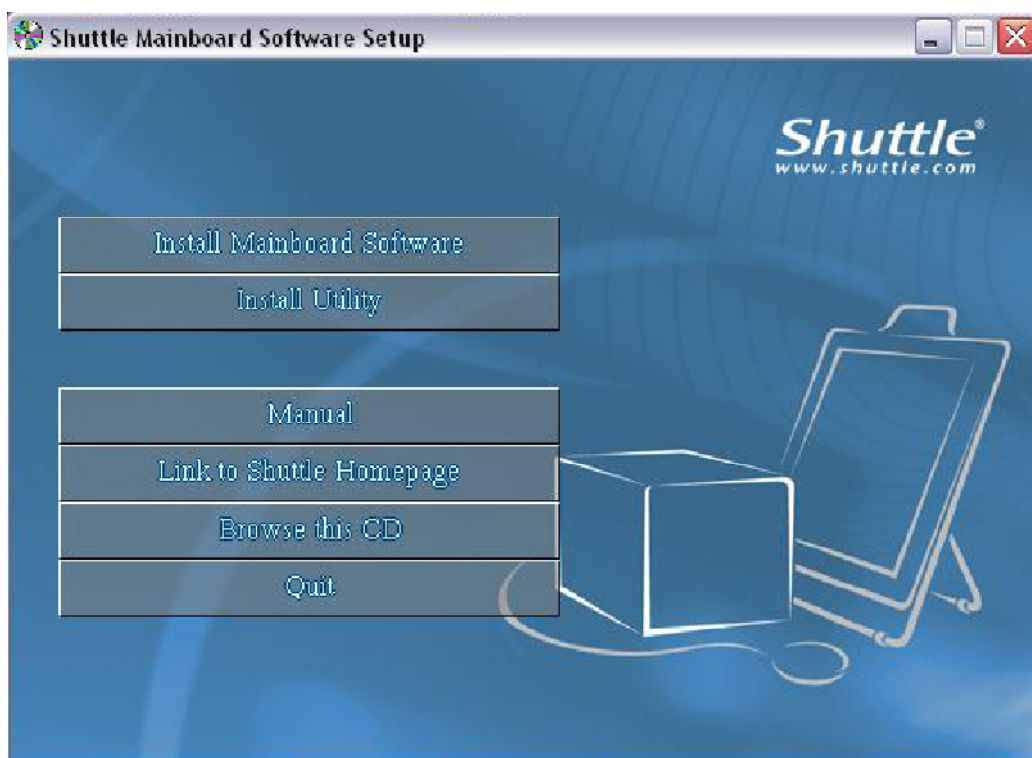 Shuttle Mainboard Software Setup
Shuttle®
www.shuttle.com
Install Mainboard Software
Install Utility
Manual
Link to Shuttle Homepage
Browse this CD
Quit